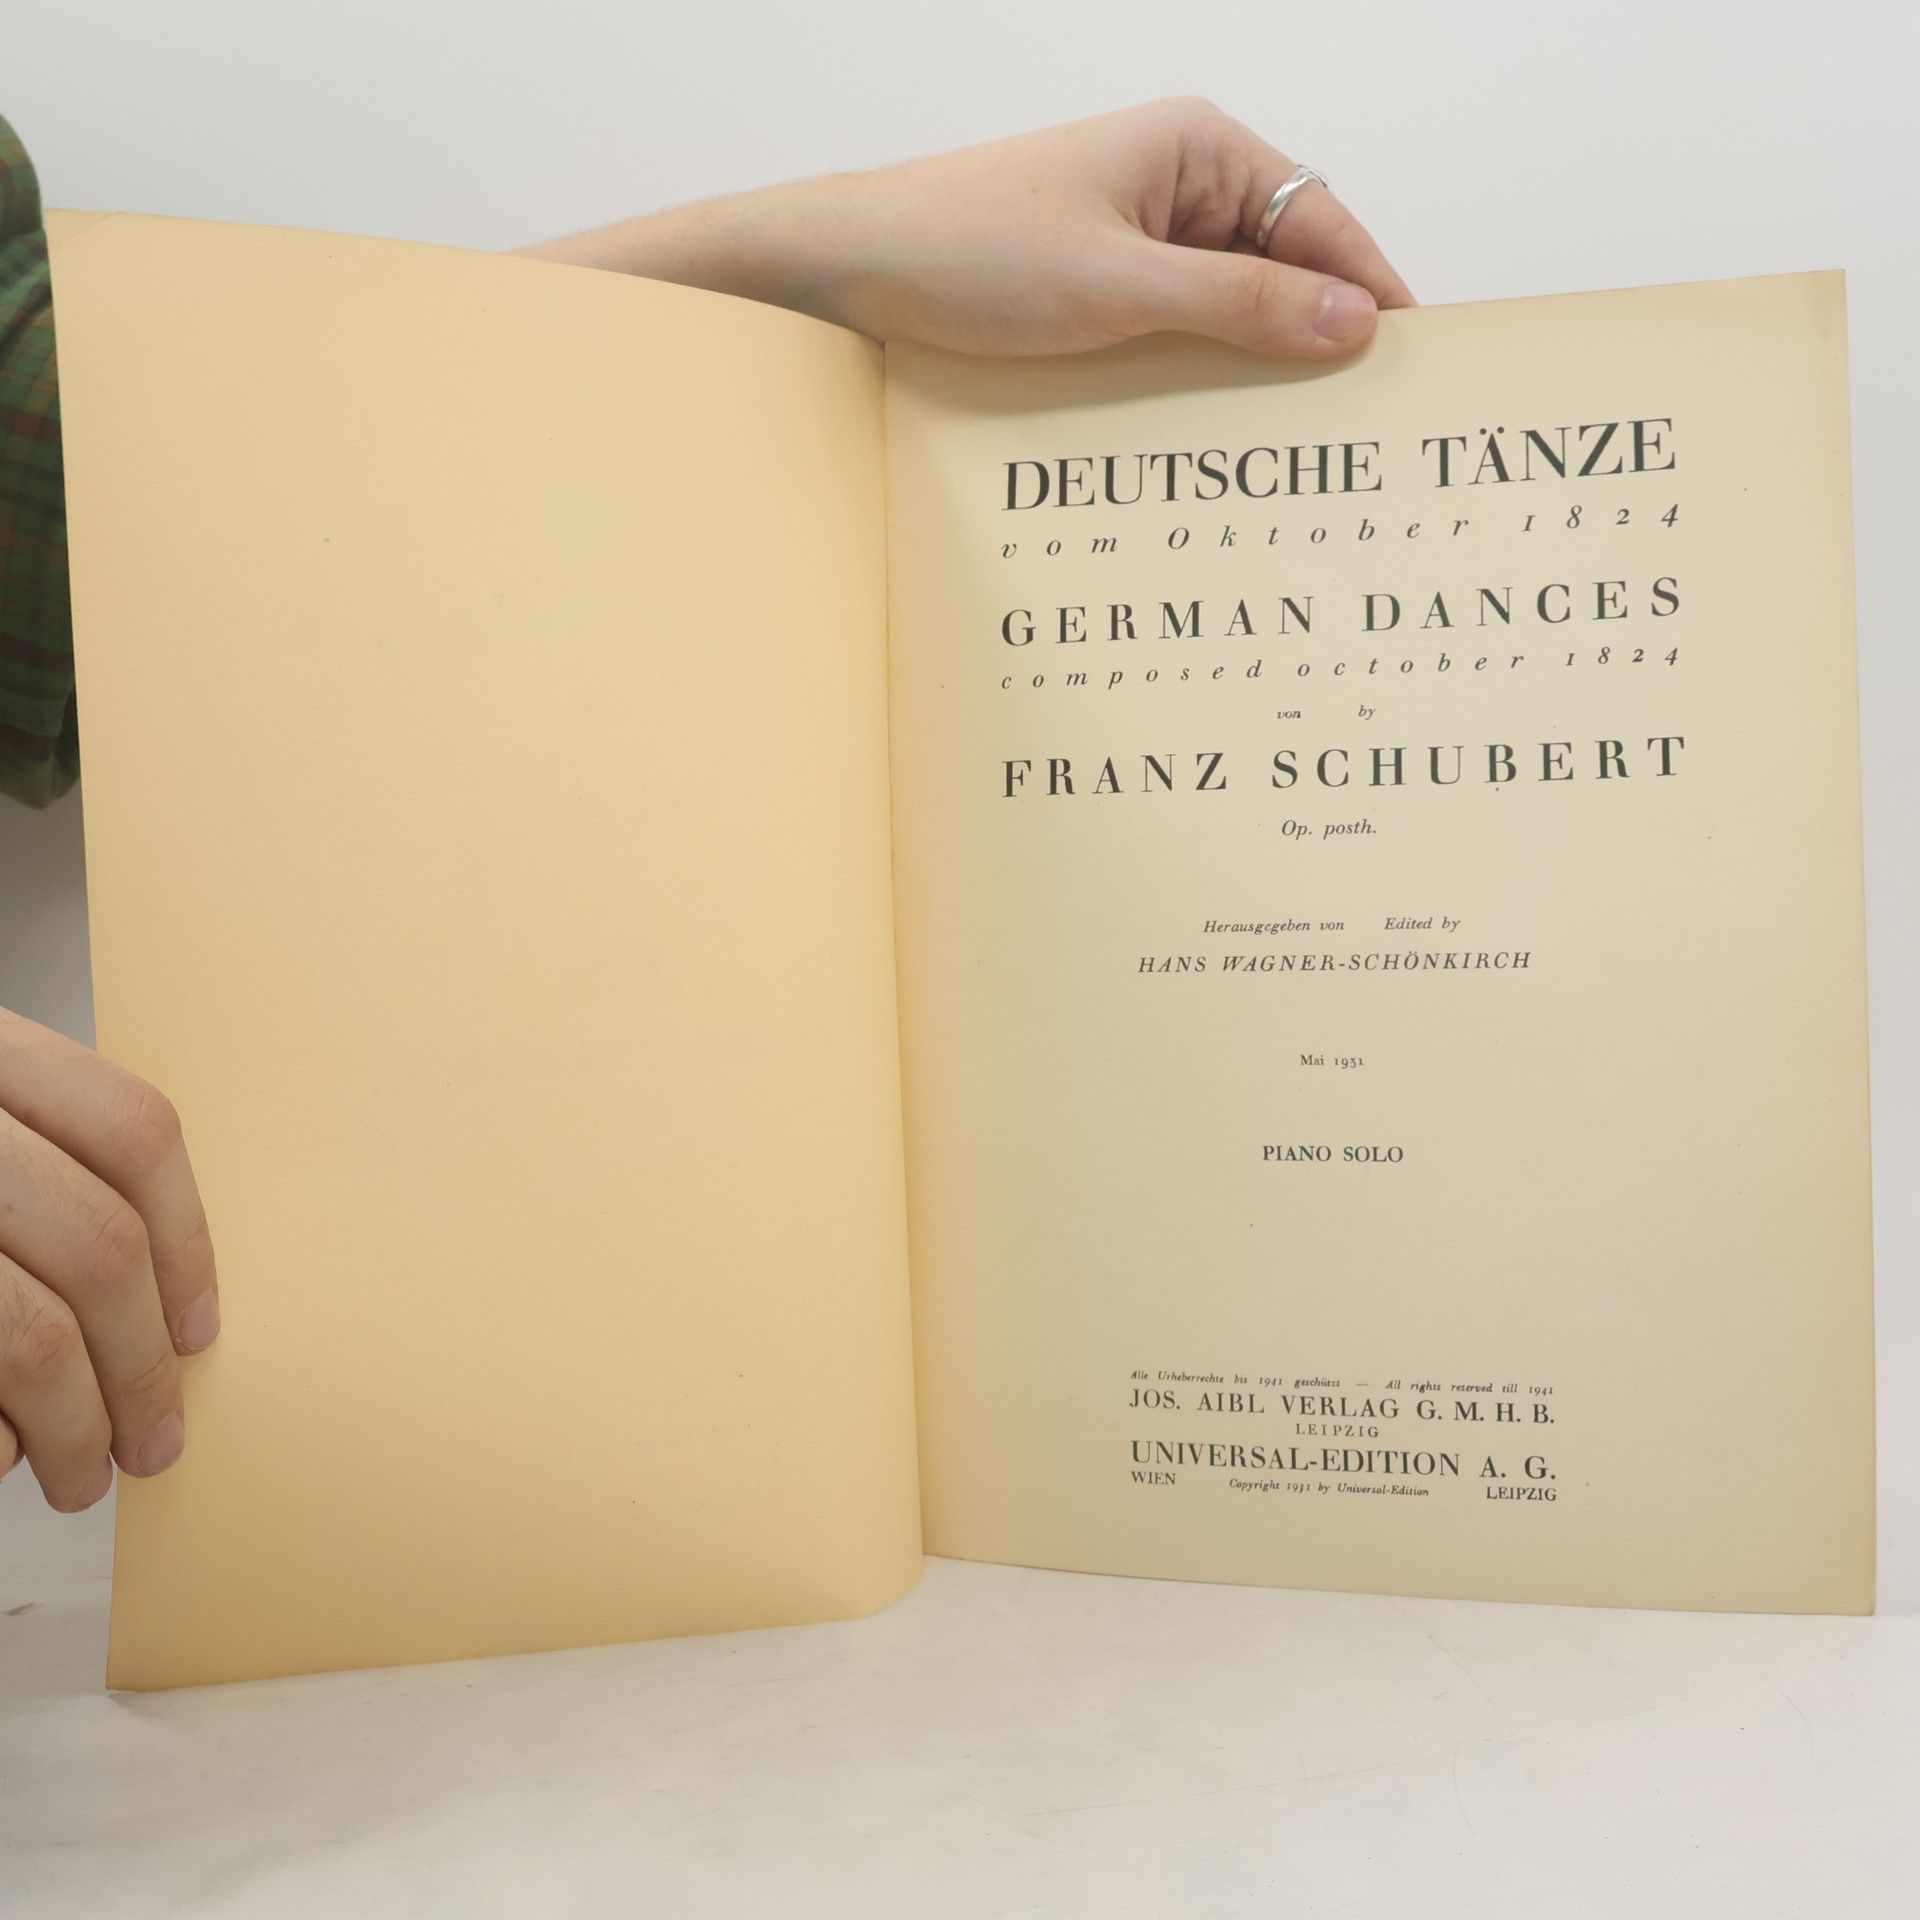 DEUTSCHE TÄNZE
vom Oktober 1824
GERMAN DANCES
composed october 1824
von by
FRANZ SCHUBERT
Op. posth.
Herausgegeben von Edited by
HANS WAGNER-SCHÖNKIRCH
Mai 1931
PIANO SOLO
Alle Urheberrechte bis 1941 geschützt — All rights reserved till 1941
JOS. AIBL VERLAG G. M. H. B.
LEIPZIG
UNIVERSAL-EDITION A. G.
WIEN Copyright 1931 by Universal-Edition LEIPZIG